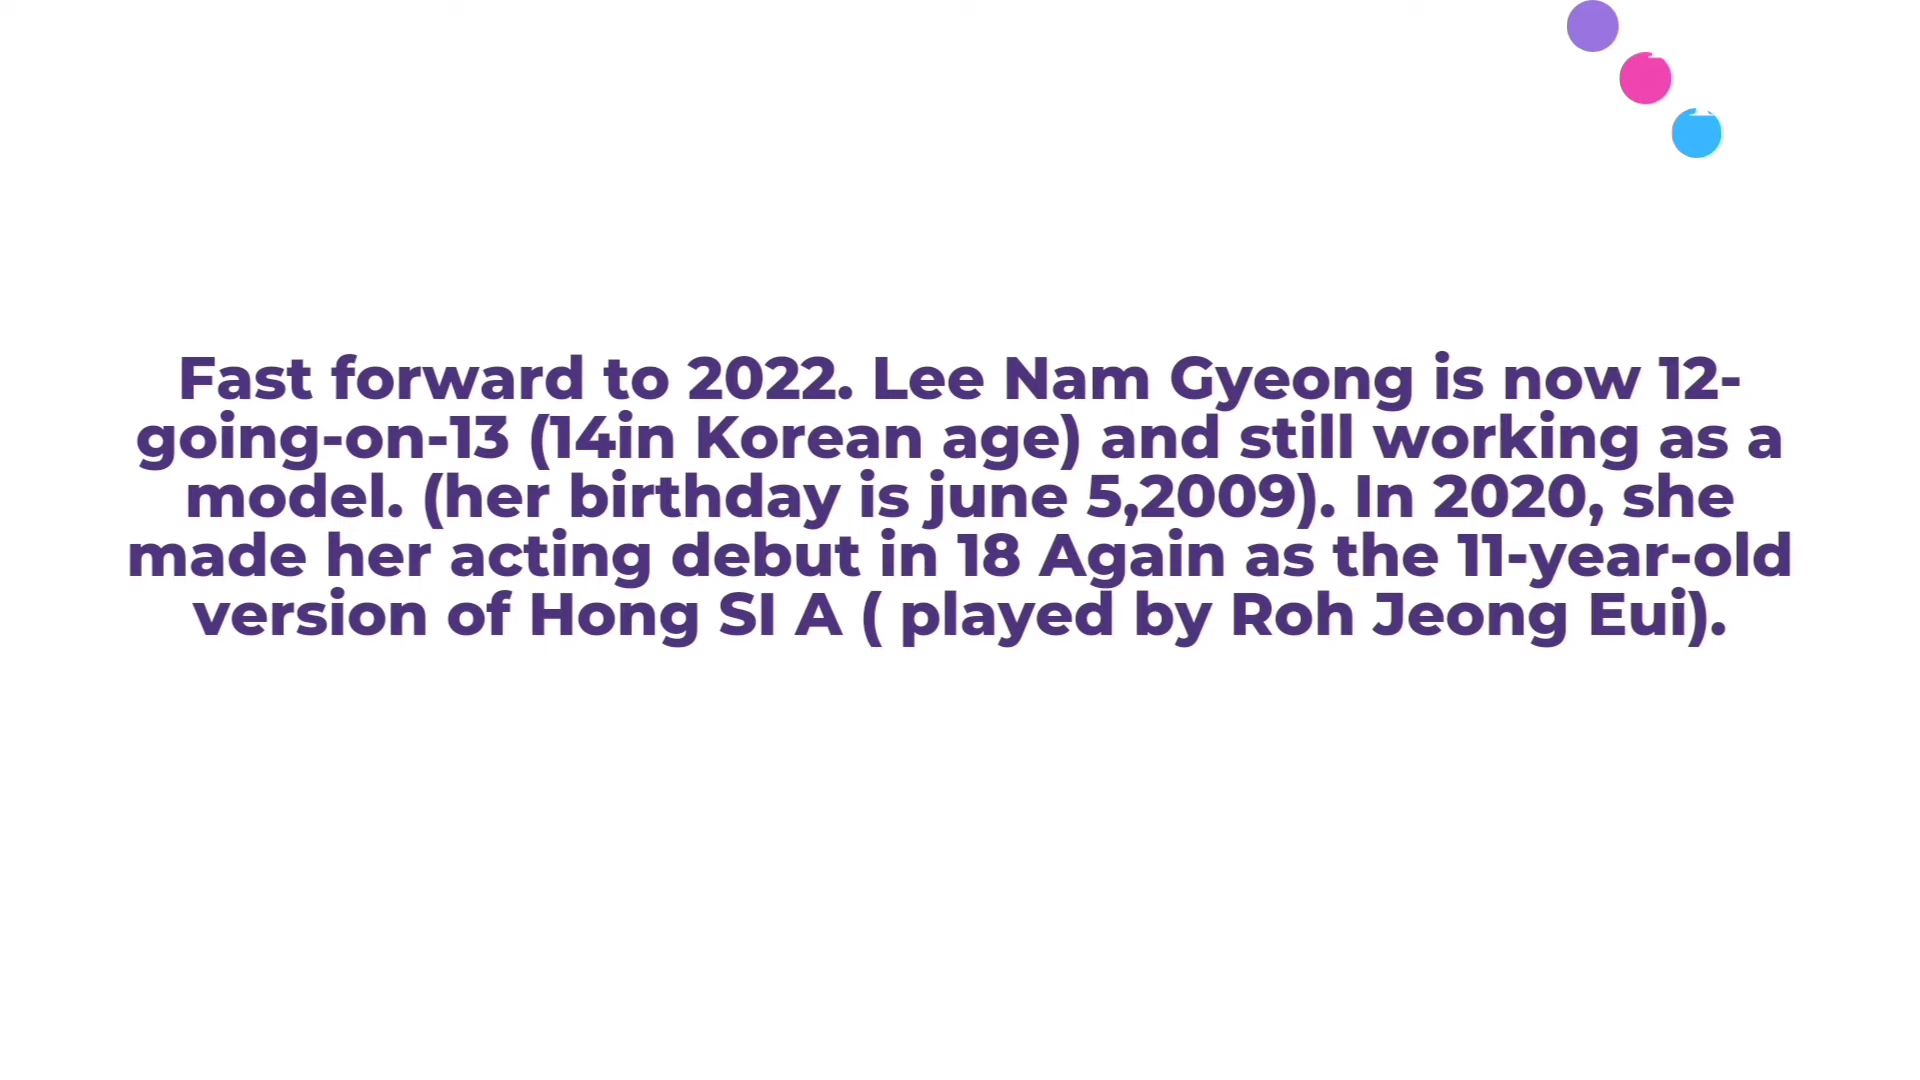 Fast forward to 2022. Lee Nam Gyeong is now 12-
going-on-13 (14in Korean age) and still working as a
model. (her birthday is june 5,2009). In 2020, she
made her acting debut in 18 Again as the 11-year-old
version of Hong SI A ( played by Roh Jeong Eui).